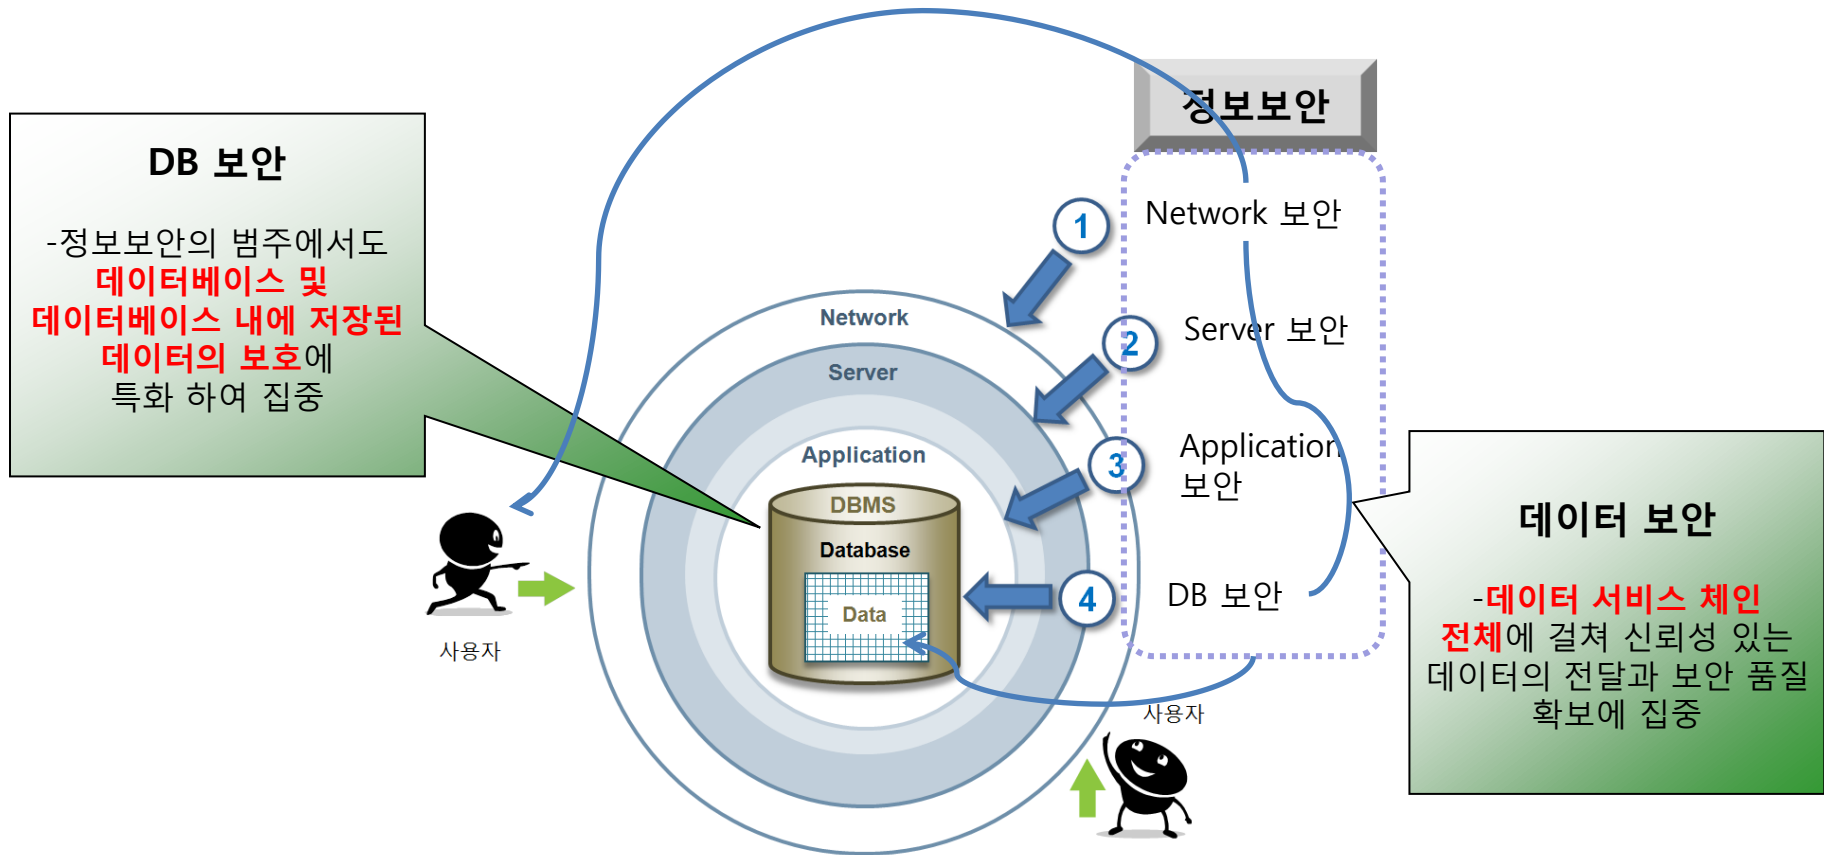 정보보안
DB 보안
-정보보안의 범주에서도
데이터베이스 및
데이터베이스 내에 저장된
데이터의 보호에
특화 하여 집중
1
Network 보안
2
Server 보안
3
Application
보안
4
DB 보안
Network
Server
Application
DBMS
Database
Data
사용자
사용자
데이터 보안
-데이터 서비스 체인
전체에 걸쳐 신뢰성 있는
데이터의 전달과 보안 품질
확보에 집중